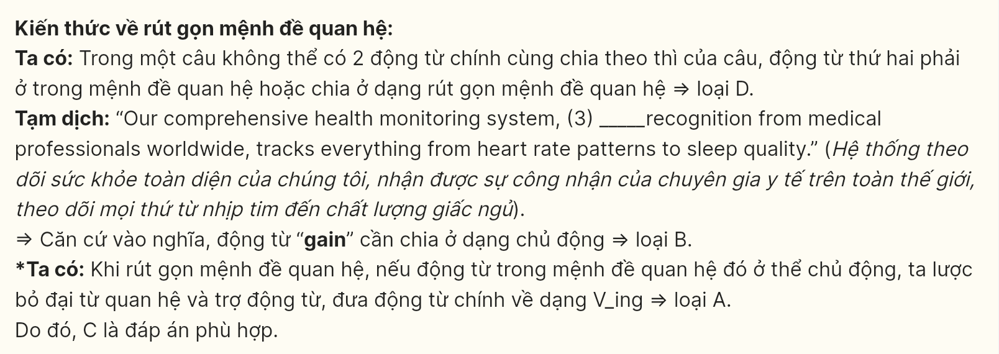 Kiến thức về rút gọn mệnh đề quan hệ:
Ta có: Trong một câu không thể có 2 động từ chính cùng chia theo thì của câu, động từ thứ hai phải
ở trong mệnh đề quan hệ hoặc chia ở dạng rút gọn mệnh đề quan hệ ⇒ loại D.
Tạm dịch: “Our comprehensive health monitoring system, (3) _____recognition from medical
professionals worldwide, tracks everything from heart rate patterns to sleep quality.” (Hệ thống theo
dõi sức khỏe toàn diện của chúng tôi, nhận được sự công nhận của chuyên gia y tế trên toàn thế giới,
theo dõi mọi thứ từ nhịp tim đến chất lượng giấc ngủ).
⇒ Căn cứ vào nghĩa, động từ “gain” cần chia ở dạng chủ động ⇒ loại B.
*Ta có: Khi rút gọn mệnh đề quan hệ, nếu động từ trong mệnh đề quan hệ đó ở thể chủ động, ta lược
bỏ đại từ quan hệ và trợ động từ, đưa động từ chính về dạng V_ing ⇒ loại A.
Do đó, C là đáp án phù hợp.